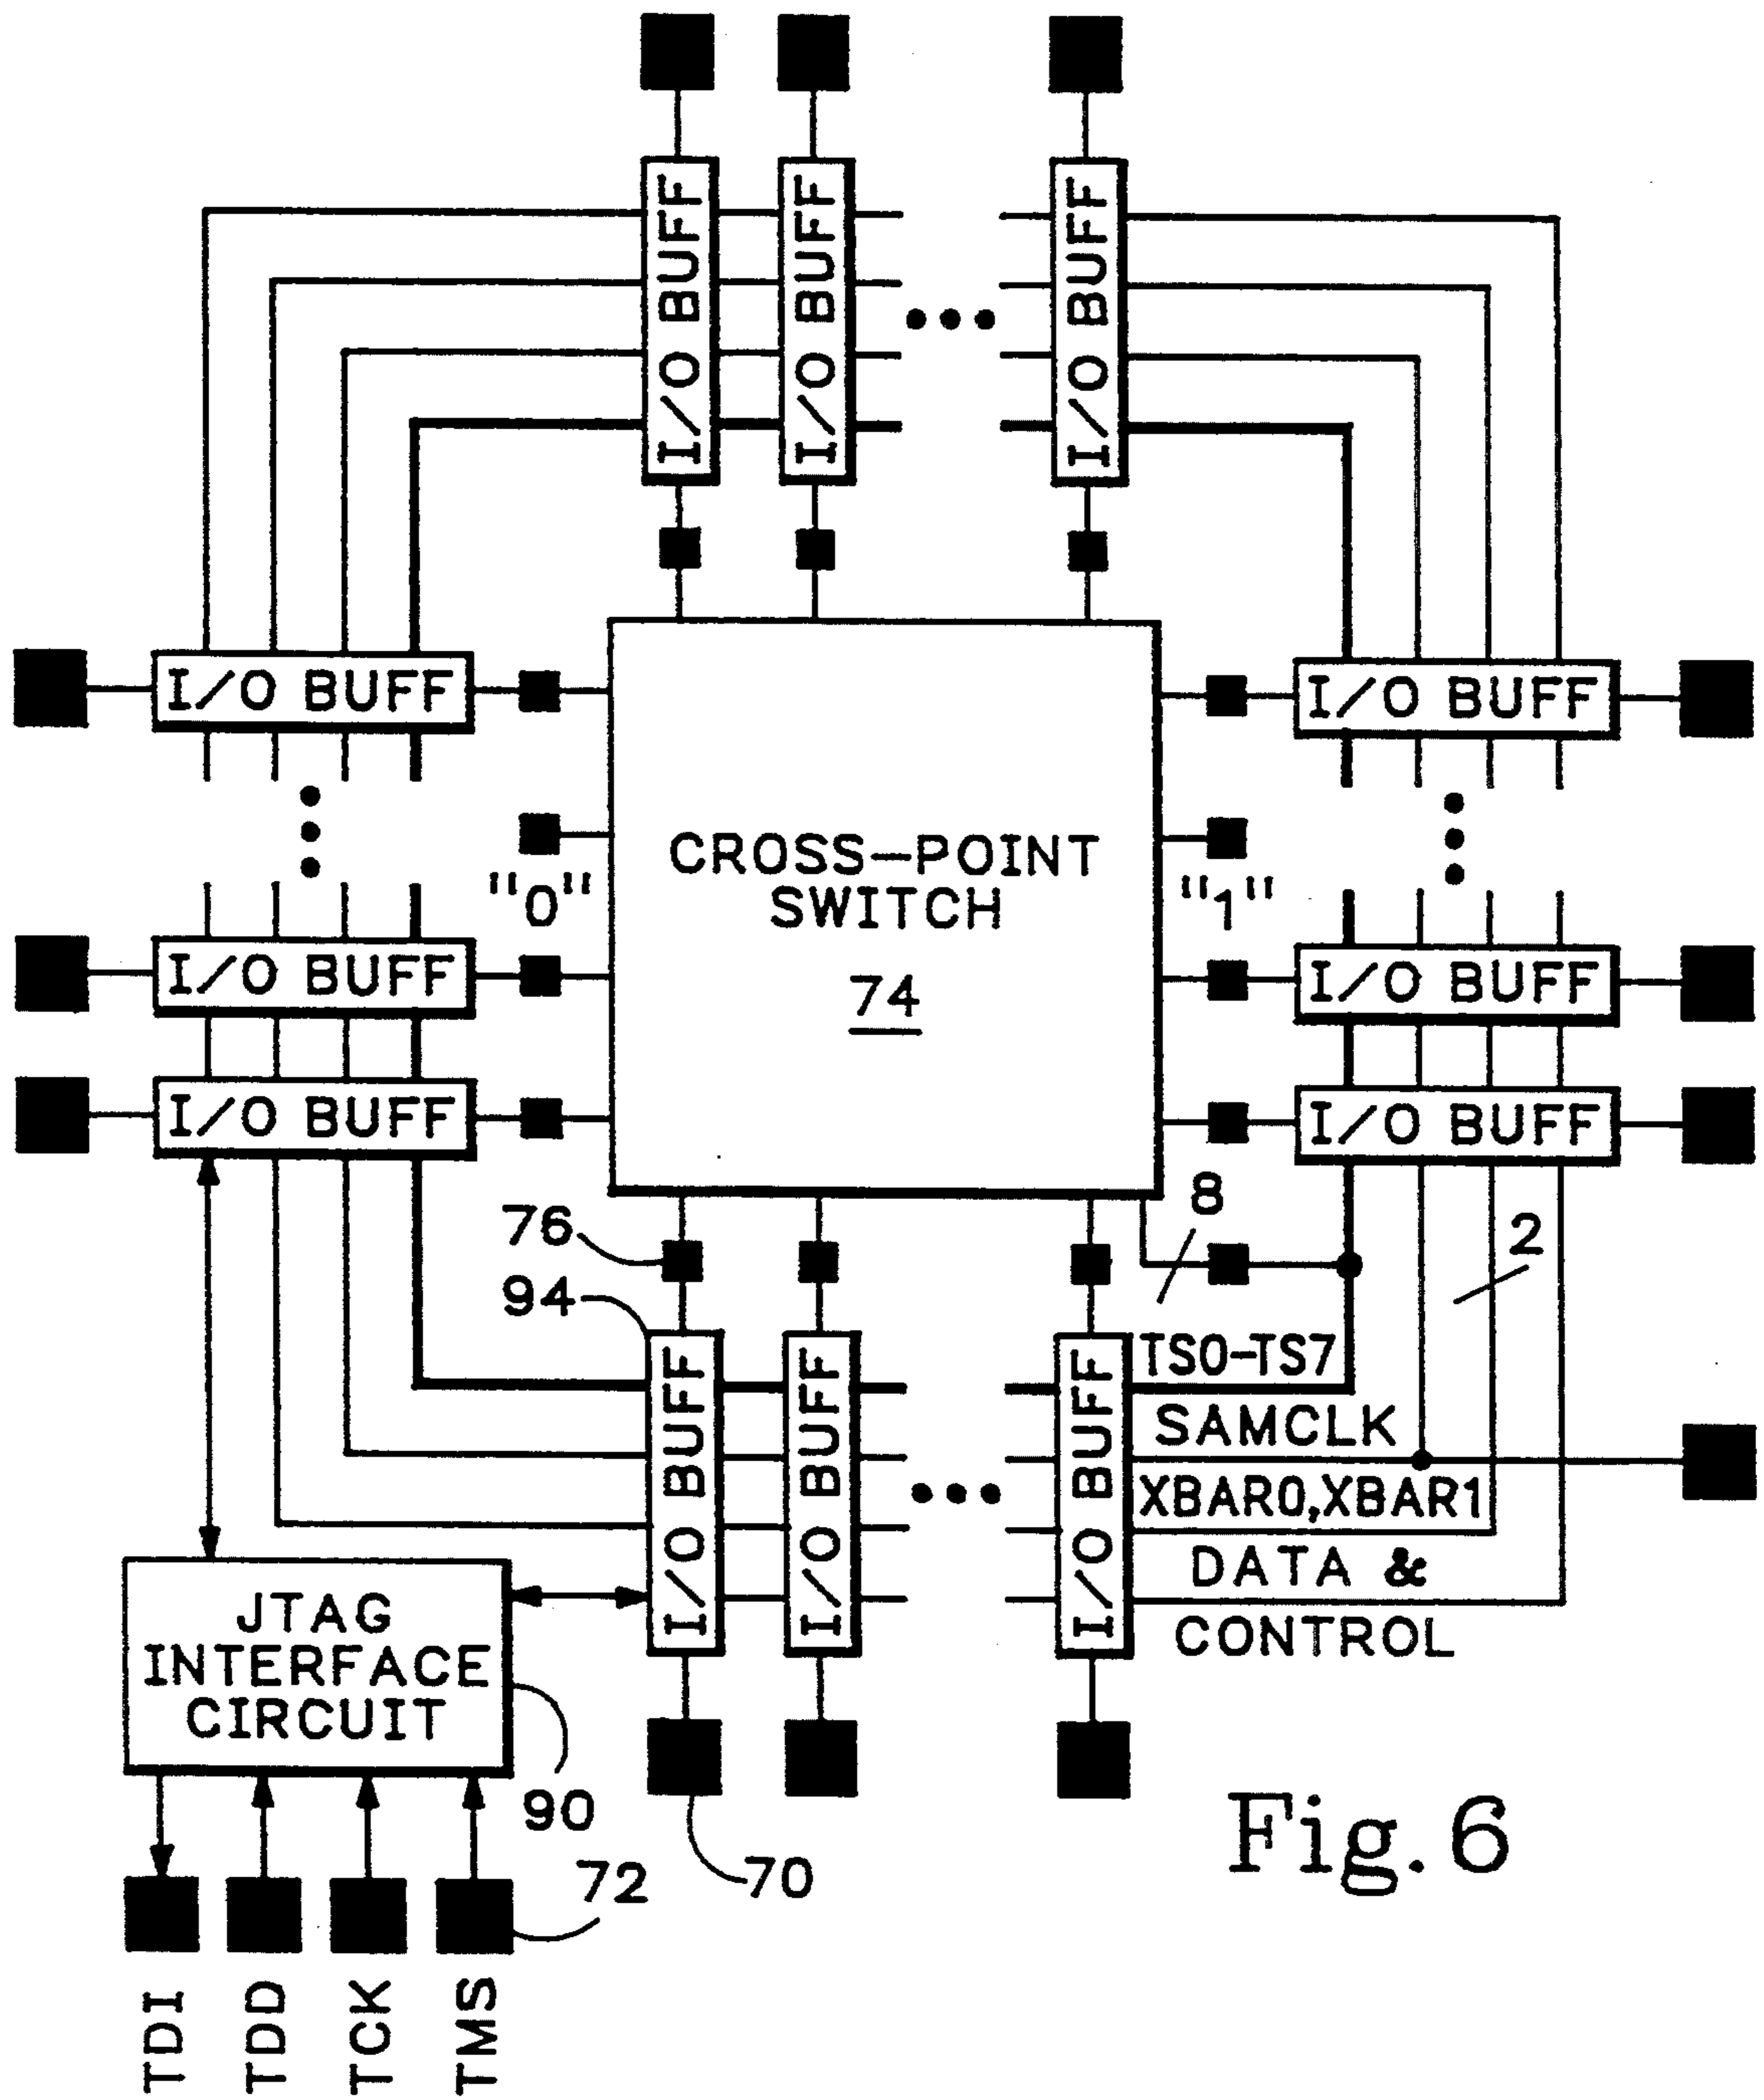 I/O BUFF
I/O BUFF
I/O BUFF
I/O BUFF
I/O BUFF
"0"
CROSS-POINT
SWITCH
74
"1"
I/O BUFF
I/O BUFF
I/O BUFF
I/O BUFF
76
94
8
2
I/O BUFF
I/O BUFF
I/O BUFF
TS0-TS7
SAMCLK
XBAR0,XBAR1
DATA &
CONTROL
JTAG
INTERFACE
CIRCUIT
90
72
70
TDI
TDD
TCK
TMS
Fig. 6